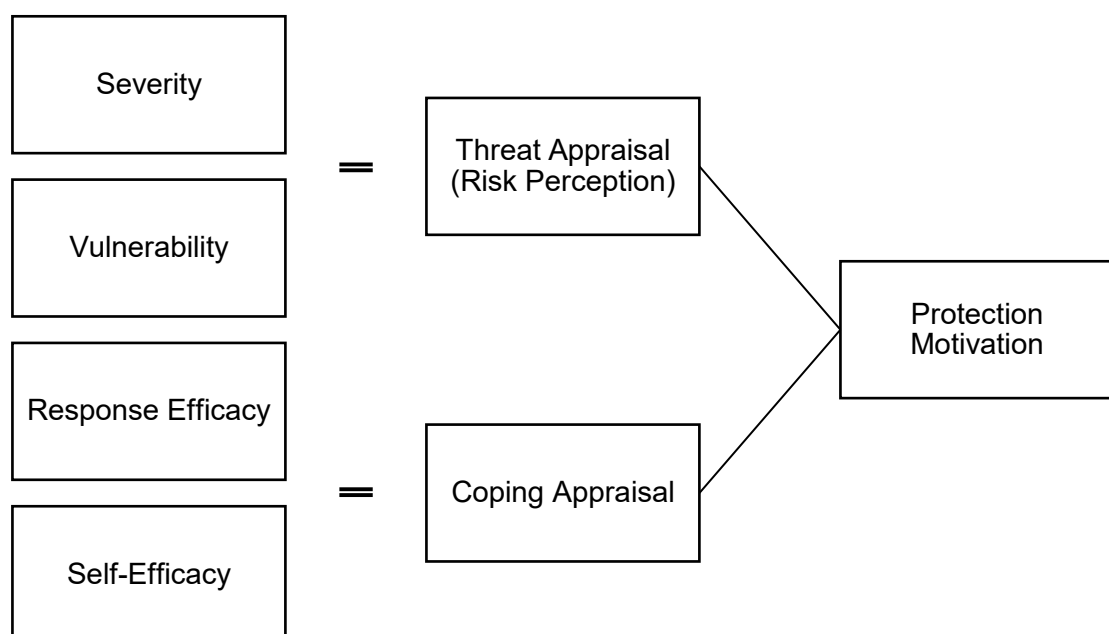 Severity
Vulnerability
Response Efficacy
Self-Efficacy
=
=
Threat Appraisal
(Risk Perception)
Coping Appraisal
Protection
Motivation